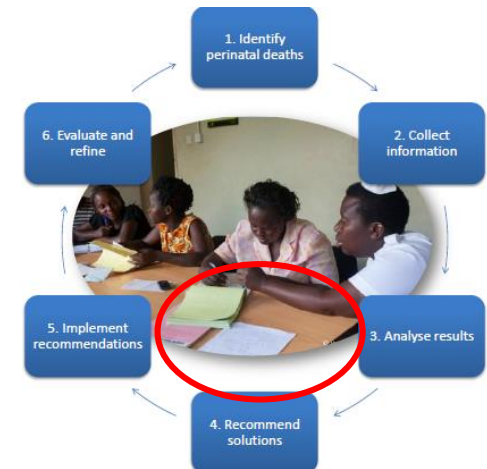 1. Identify
perinatal deaths
2. Collect
information
3. Analyse results
4. Recommend
solutions
5. Implement
recommendations
6. Evaluate and
refine